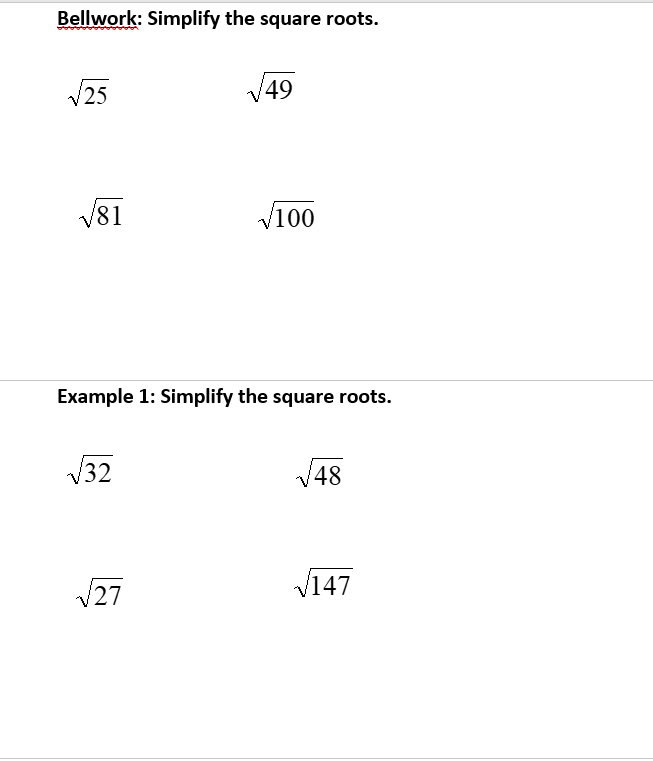 Bellwork: Simplify the square roots.
√25 √49
√81 √100
Example 1: Simplify the square roots.
√32 √48
√27 √147